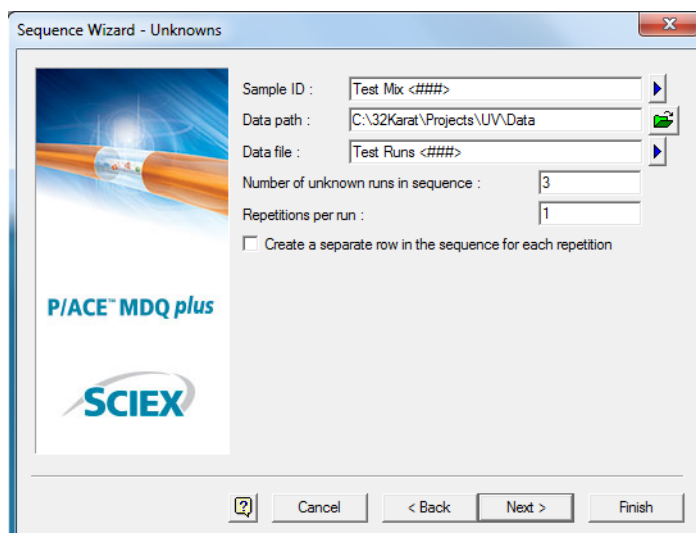 Sequence Wizard - Unknowns
Sample ID : Test Mix <###>
Data path : C:\32Karat\Projects\UV\Data
Data file : Test Runs <###>
Number of unknown runs in sequence : 3
Repetitions per run : 1
Create a separate row in the sequence for each repetition
P/ACE™ MDQ plus
SCIEX
Cancel
< Back
Next >
Finish